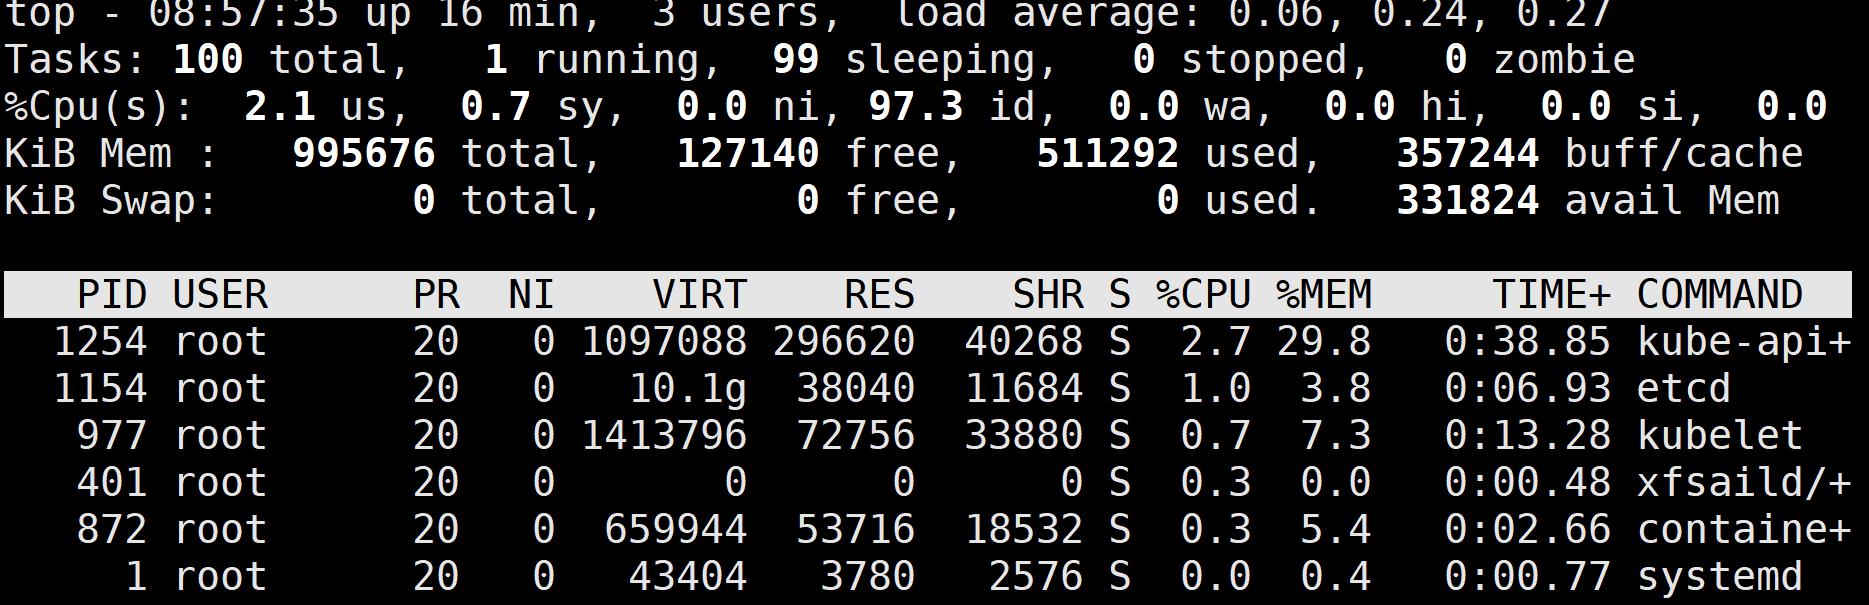 top - 08:57:35 up 16 min,  3 users,  load average: 0.06, 0.24, 0.27
Tasks: 100 total,   1 running,  99 sleeping,   0 stopped,   0 zombie
%Cpu(s):  2.1 us,  0.7 sy,  0.0 ni, 97.3 id,  0.0 wa,  0.0 hi,  0.0 si,  0.0
KiB Mem :   995676 total,   127140 free,   511292 used,   357244 buff/cache
KiB Swap:        0 total,        0 free,        0 used.   331824 avail Mem
   PID USER      PR  NI    VIRT    RES    SHR S %CPU %MEM     TIME+ COMMAND
  1254 root      20   0 1097088 296620  40268 S  2.7 29.8   0:38.85 kube-api+
  1154 root      20   0   10.1g  38040  11684 S  1.0  3.8   0:06.93 etcd
   977 root      20   0 1413796  72756  33880 S  0.7  7.3   0:13.28 kubelet
   401 root      20   0       0      0      0 S  0.3  0.0   0:00.48 xfsaild/+
   872 root      20   0  659944  53716  18532 S  0.3  5.4   0:02.66 containe+
     1 root      20   0   43404   3780   2576 S  0.0  0.4   0:00.77 systemd